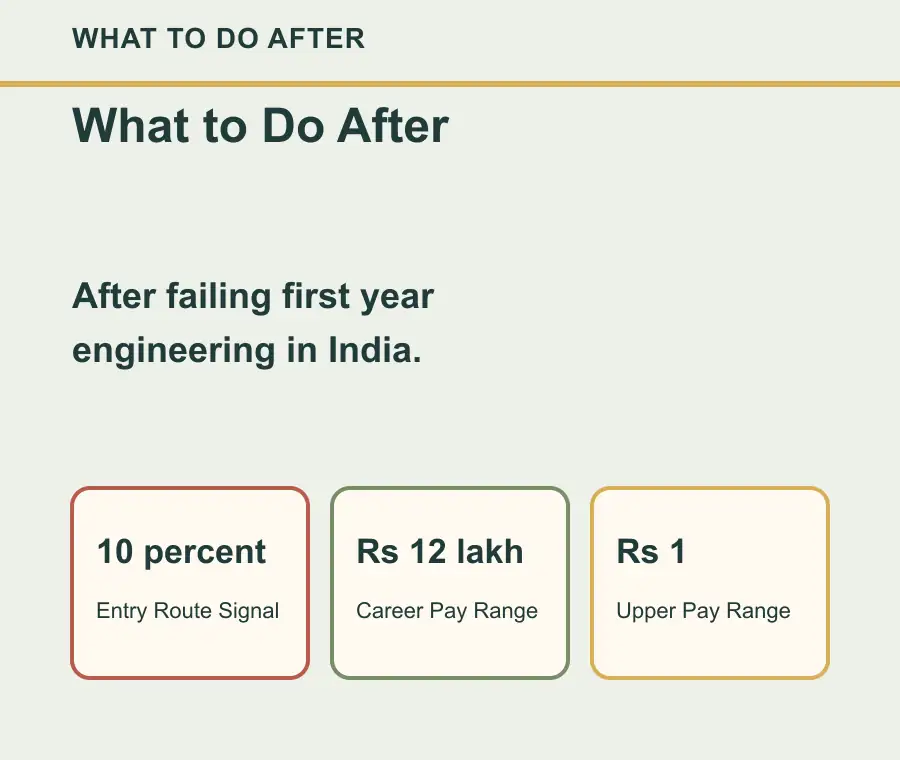 WHAT TO DO AFTER
What to Do After
After failing first year
engineering in India.
10 percent
Entry Route Signal
Rs 12 lakh
Career Pay Range
Rs 1
Upper Pay Range